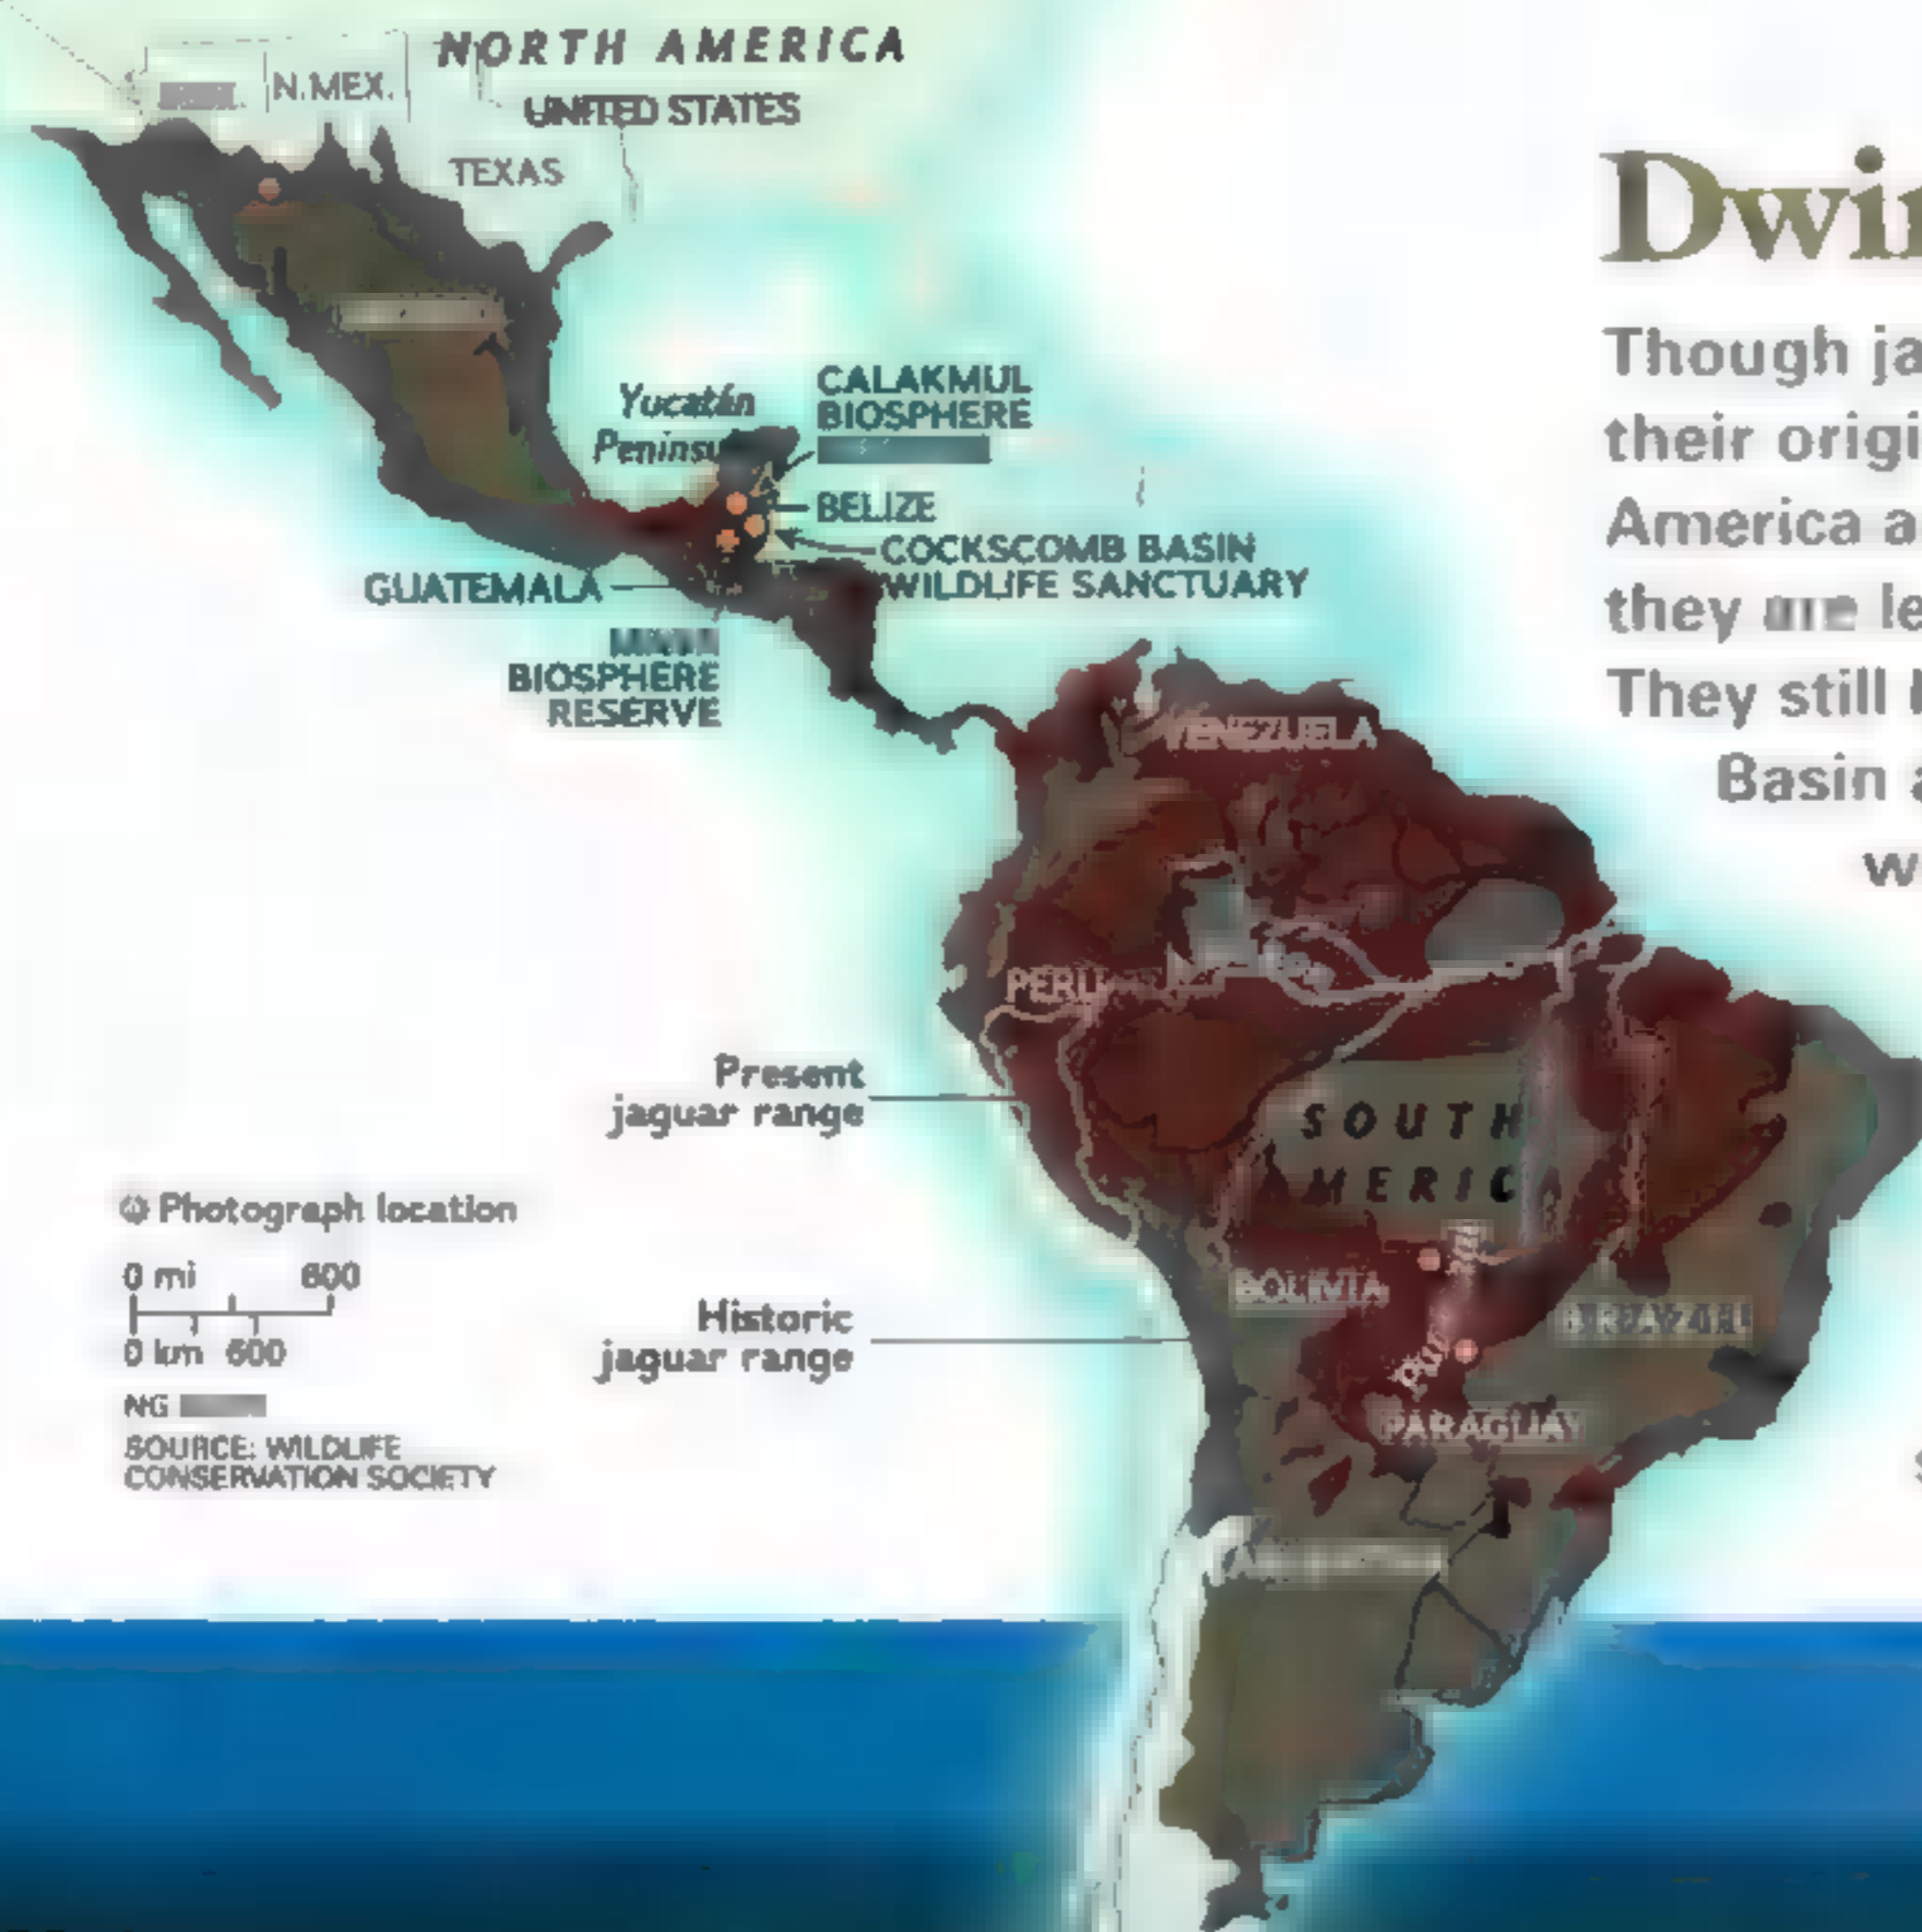 NORTH AMERICA
N.MEX.
UNITED STATES
TEXAS
Dwin
Though ja
their origi
America a
they are le
They still
Basin a
w
Yucatán
Peninsu
CALAKMUL
BIOSPHERE
BELIZE
COCKSCOMB BASIN
WILDLIFE SANCTUARY
GUATEMALA
BIOSPHERE
RESERVE
VENEZUELA
PERU
Present
jaguar range
SOUTH
AMERICA
Photograph location
0 mi 600
0 km 600
BOLIVIA
Historic
jaguar range
PARAGUAY
NG
SOURCE: WILDLIFE
CONSERVATION SOCIETY